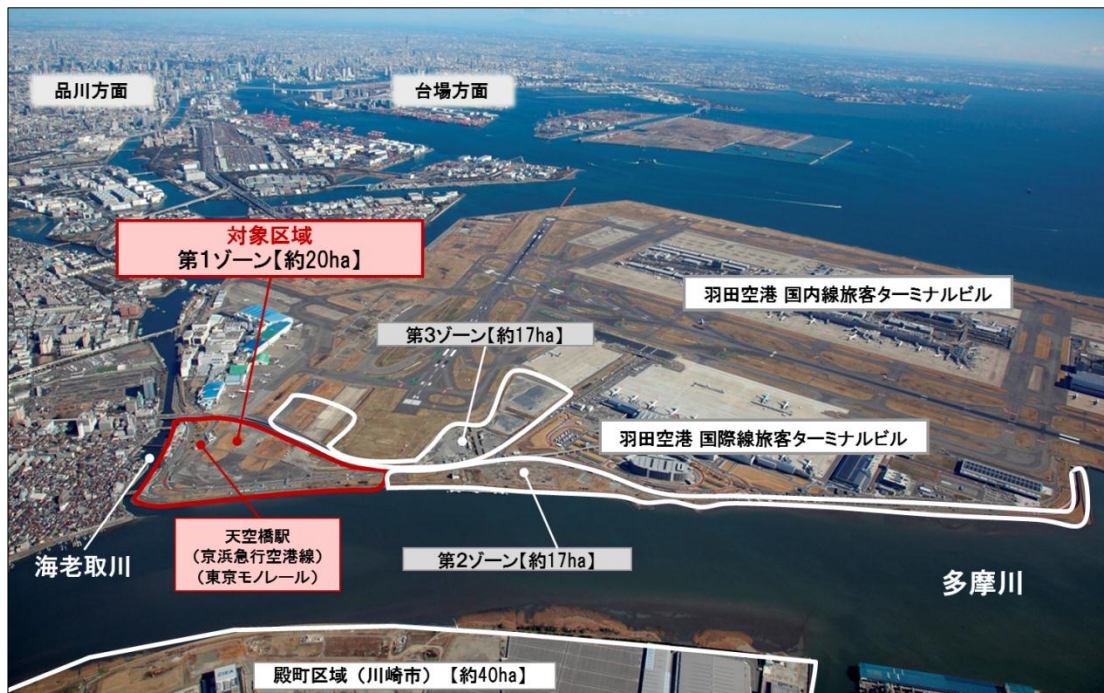 品川方面
台場方面
対象区域
第1ゾーン【約20ha】
羽田空港 国内線旅客ターミナルビル
第3ゾーン【約17ha】
羽田空港 国際線旅客ターミナルビル
天空橋駅
(京浜急行空港線)
(東京モノレール)
海老取川
第2ゾーン【約17ha】
多摩川
殿町区域(川崎市) 【約40ha】